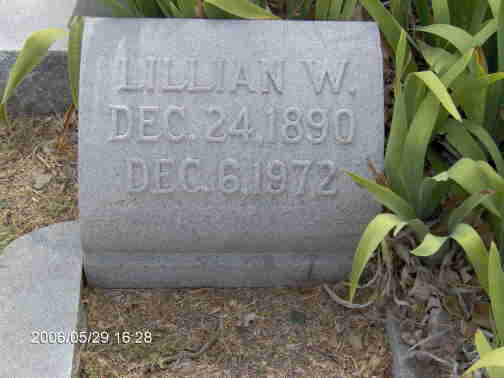 LILLIAN W.
DEC. 24, 1890
DEC. 6, 1972
2006/05/29 16:28